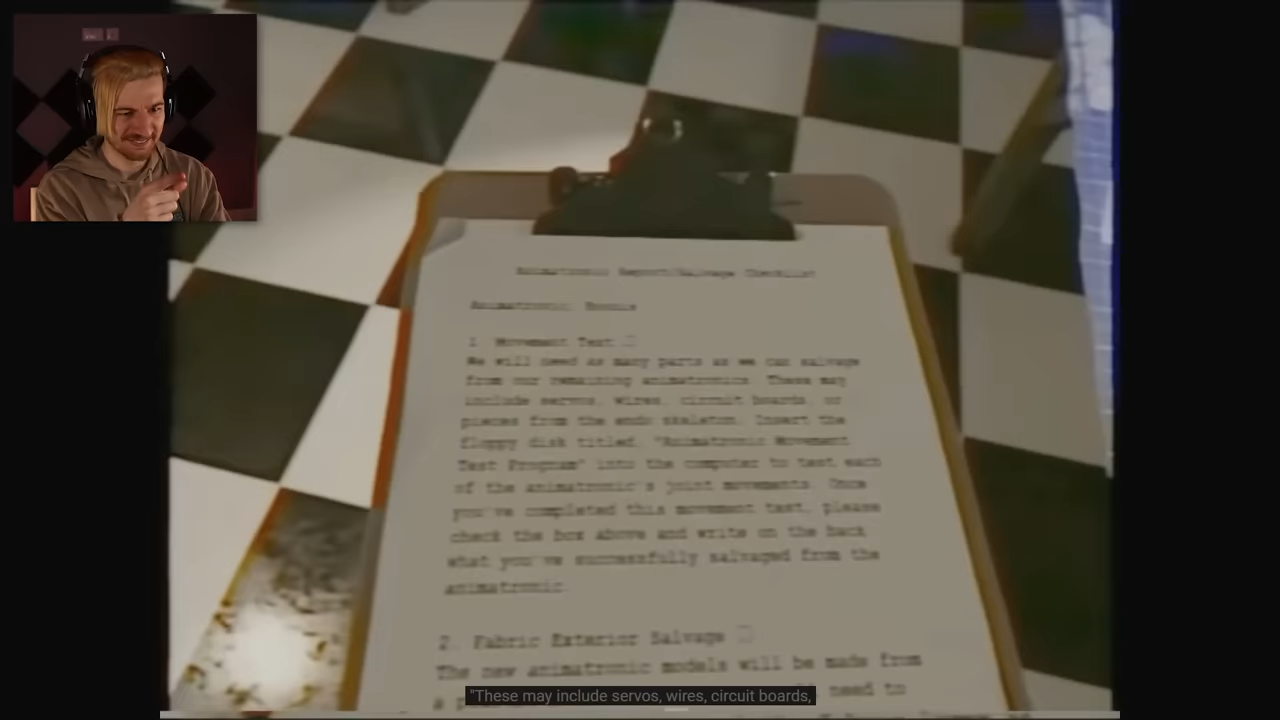 Animatronic Report/Salvage Checklist
Animatronic: Bonnie
1. Movement Test
We will need as many parts as we can salvage
from our remaining animatronics. These may
include servos, wires, circuit boards, or
pieces from the endo skeleton. Insert the
floppy disk titled, "Animatronic Movement
Test Program" into the computer to test each
of the animatronic's joint movements. Once
you've completed this movement test, please
check the box above and write on the back
what you've successfully salvaged from the
animatronic.
2. Fabric Exterior Salvage
The new animatronic models will be made from
a
need to
"These may include servos, wires, circuit boards,